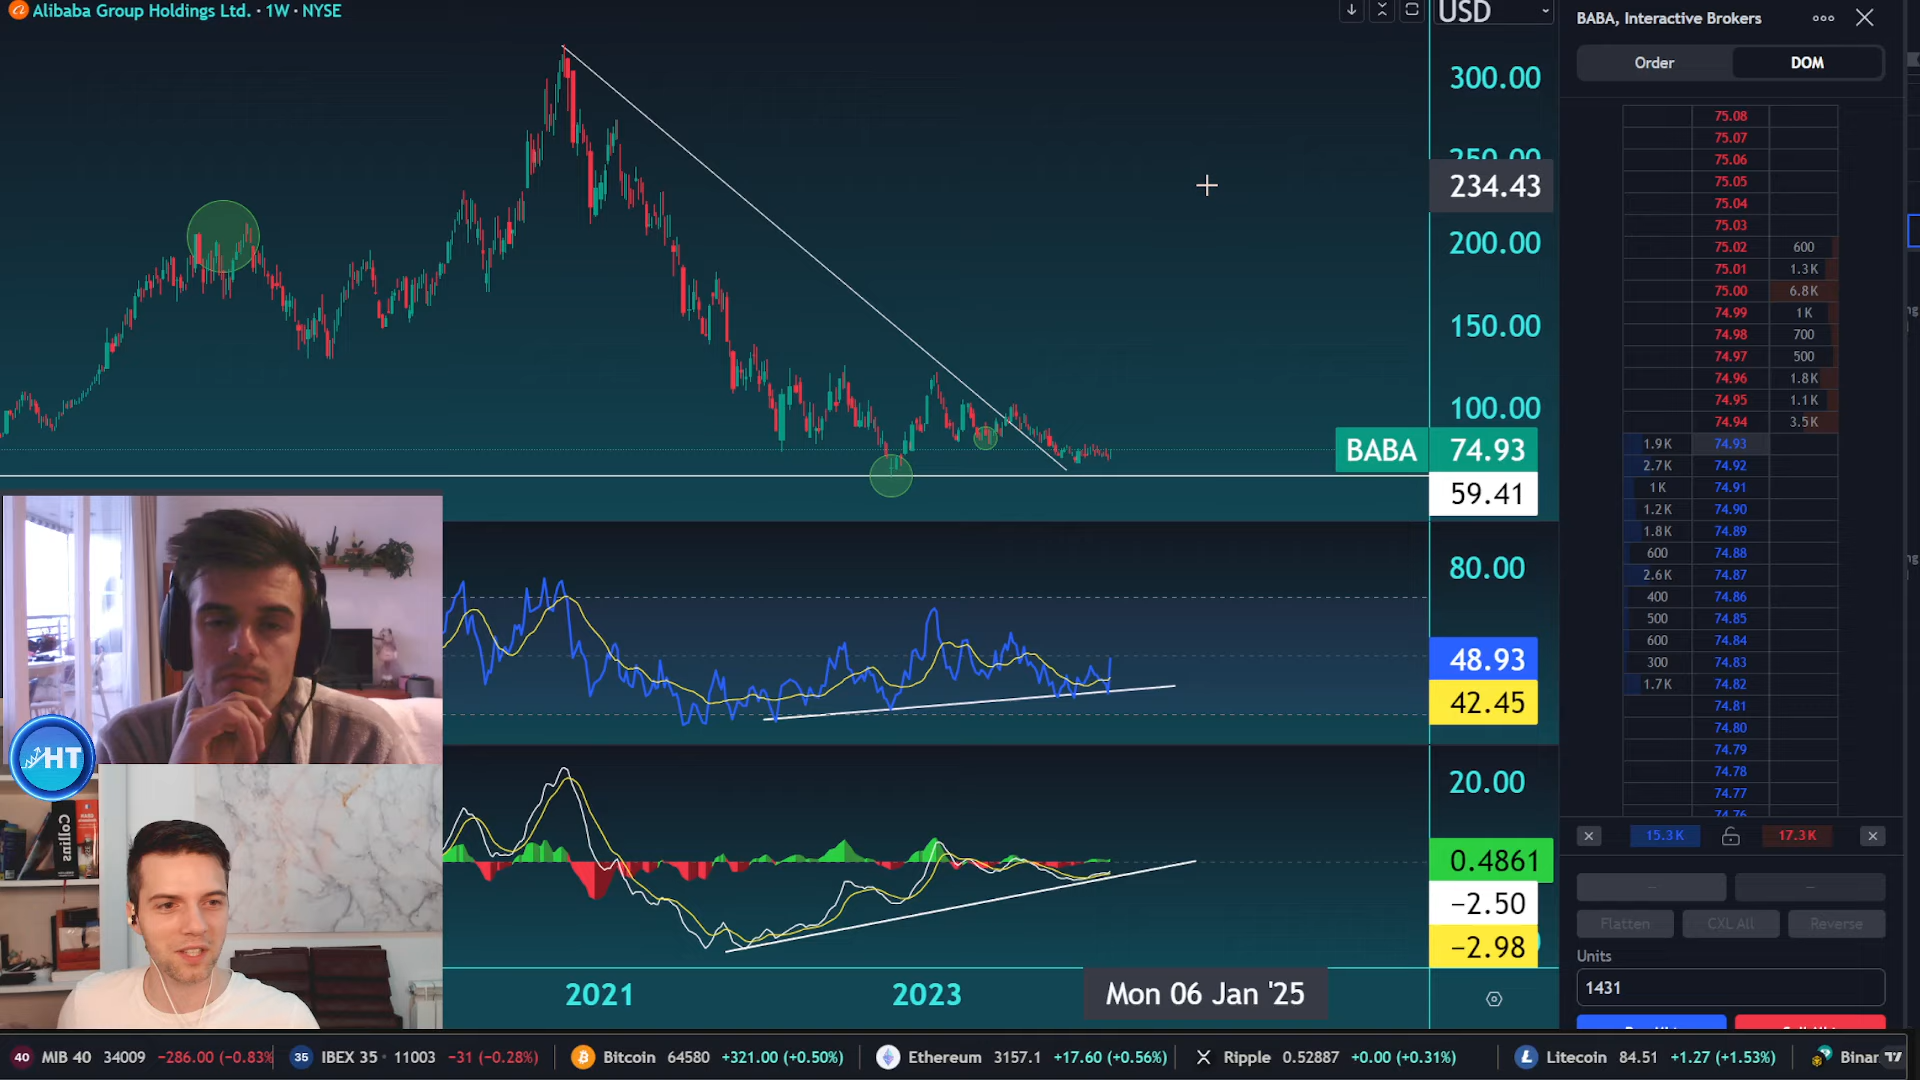 Alibaba Group Holdings Ltd. · 1W · NYSE
USD
300.00
250.00
234.43
200.00
150.00
100.00
BABA 74.93
59.41
80.00
48.93
42.45
20.00
0.4861
−2.50
−2.98
2021 2023 Mon 06 Jan '25
HT
Collins
BABA, Interactive Brokers
Order DOM
75.08
75.07
75.06
75.05
75.04
75.03
75.02 600
75.01 1.3K
75.00 6.8K
74.99 1K
74.98 700
74.97 500
74.96 1.8K
74.95 1.1K
74.94 3.5K
1.9K 74.93
2.7K 74.92
1K 74.91
1.2K 74.90
1.8K 74.89
600 74.88
2.6K 74.87
400 74.86
500 74.85
600 74.84
300 74.83
1.7K 74.82
74.81
74.80
74.79
74.78
74.77
74.76
15.3K 17.3K
Flatten CXL All Reverse
Units
1431
40 MIB 40 34009 −286.00 (−0.83%) 35 IBEX 35 · 11003 −31 (−0.28%) Bitcoin 64580 +321.00 (+0.50%) Ethereum 3157.1 +17.60 (+0.56%) Ripple 0.52887 +0.00 (+0.31%) Litecoin 84.51 +1.27 (+1.53%) Binan